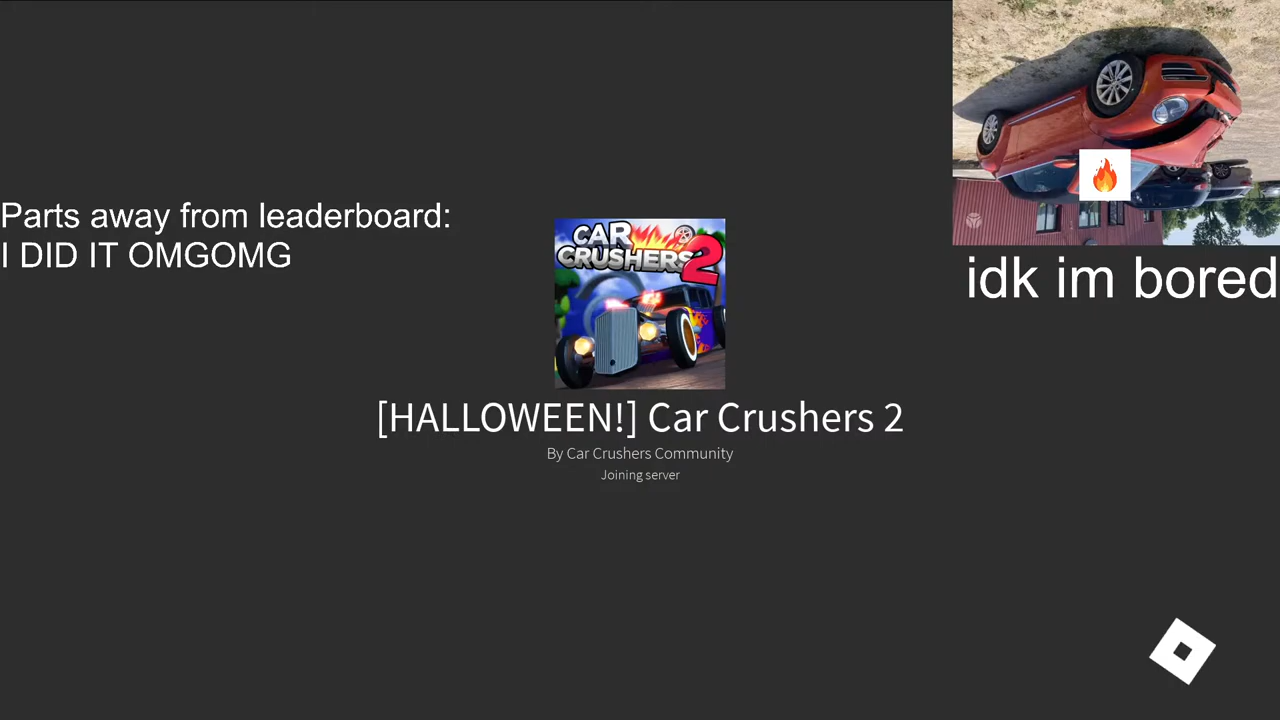 Parts away from leaderboard:
I DID IT OMGOMG
CAR
CRUSHERS 2
[HALLOWEEN!] Car Crushers 2
By Car Crushers Community
Joining server
idk im bored